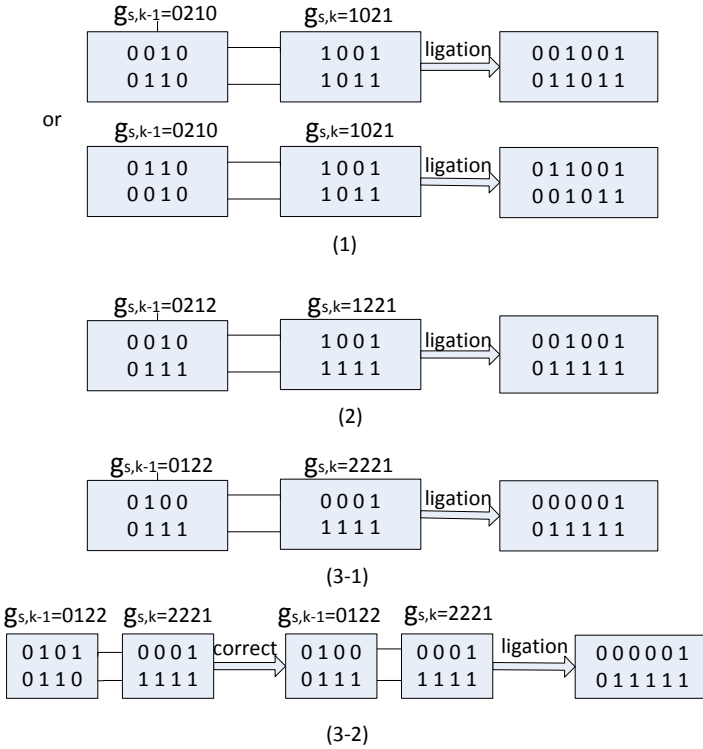 gs,k-1=0210 gs,k=1021
0 0 1 0 1 0 0 1 ligation 0 0 1 0 0 1
0 1 1 0 1 0 1 1 0 1 1 0 1 1
or
gs,k-1=0210 gs,k=1021
0 1 1 0 1 0 0 1 ligation 0 1 1 0 0 1
0 0 1 0 1 0 1 1 0 0 1 0 1 1
(1)
gs,k-1=0212 gs,k=1221
0 0 1 0 1 0 0 1 ligation 0 0 1 0 0 1
0 1 1 1 1 1 1 1 0 1 1 1 1 1
(2)
gs,k-1=0122 gs,k=2221
0 1 0 0 0 0 0 1 ligation 0 0 0 0 0 1
0 1 1 1 1 1 1 1 0 1 1 1 1 1
(3-1)
gs,k-1=0122 gs,k=2221 gs,k-1=0122 gs,k=2221
0 1 0 1 0 0 0 1 correct 0 1 0 0 0 0 0 1 ligation 0 0 0 0 0 1
0 1 1 0 1 1 1 1 0 1 1 1 1 1 1 1 0 1 1 1 1 1
(3-2)